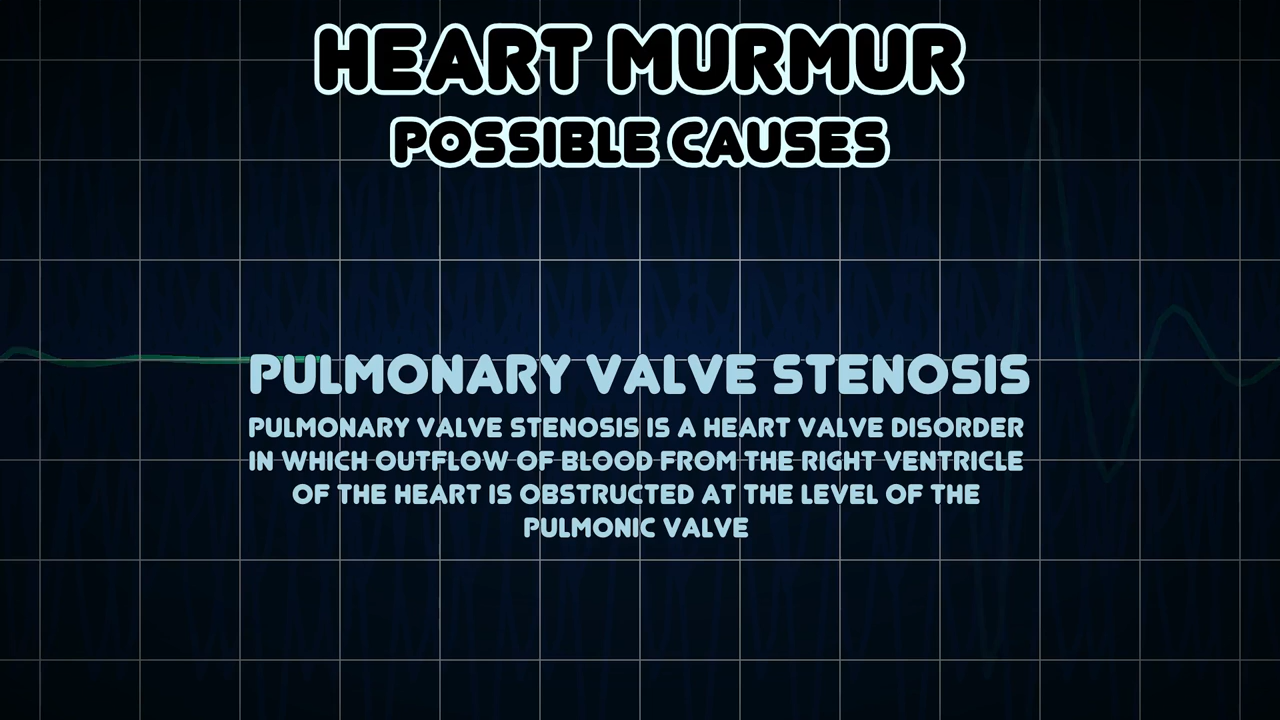 HEART MURMUR
POSSIBLE CAUSES
PULMONARY VALVE STENOSIS
PULMONARY VALVE STENOSIS IS A HEART VALVE DISORDER
IN WHICH OUTFLOW OF BLOOD FROM THE RIGHT VENTRICLE
OF THE HEART IS OBSTRUCTED AT THE LEVEL OF THE
PULMONIC VALVE